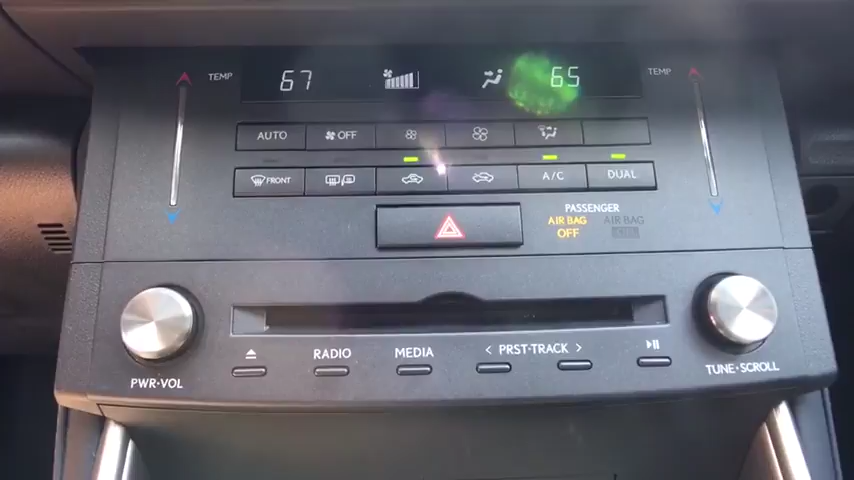 TEMP 67 65 TEMP
AUTO OFF
FRONT A/C DUAL
PASSENGER
AIR BAG AIR BAG
OFF
RADIO MEDIA < PRST·TRACK >
PWR·VOL TUNE·SCROLL